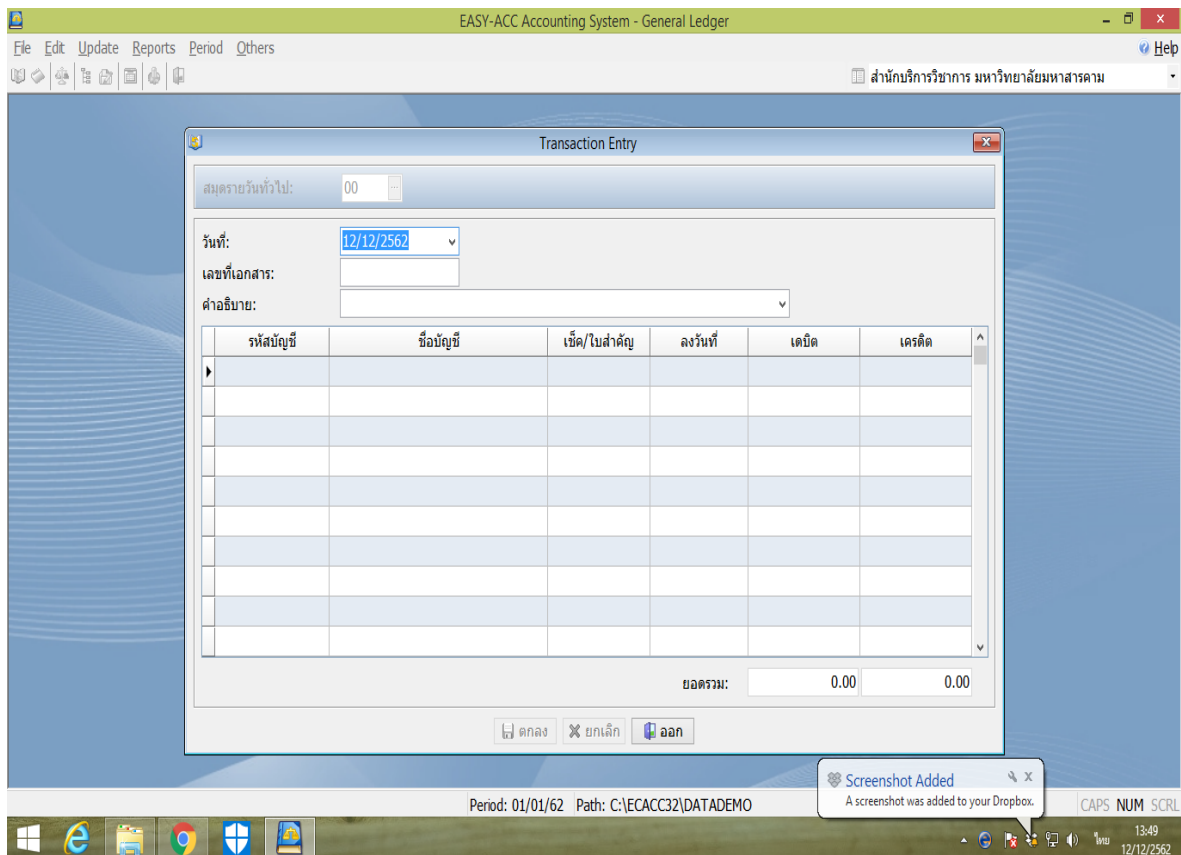 EASY-ACC Accounting System - General Ledger
File Edit Update Reports Period Others
Help
สำนักบริการวิชาการ มหาวิทยาลัยมหาสารคาม
Transaction Entry
สมุดรายวันทั่วไป: 00
วันที่: 12/12/2562
เลขที่เอกสาร:
คำอธิบาย:
รหัสบัญชี ชื่อบัญชี เช็ค/ใบสำคัญ ลงวันที่ เดบิต เครดิต
ยอดรวม: 0.00 0.00
ตกลง ยกเลิก ออก
Screenshot Added
A screenshot was added to your Dropbox.
Period: 01/01/62 Path: C:\ECACC32\DATADEMO
CAPS NUM SCRL
ไทย
13:49
12/12/2562